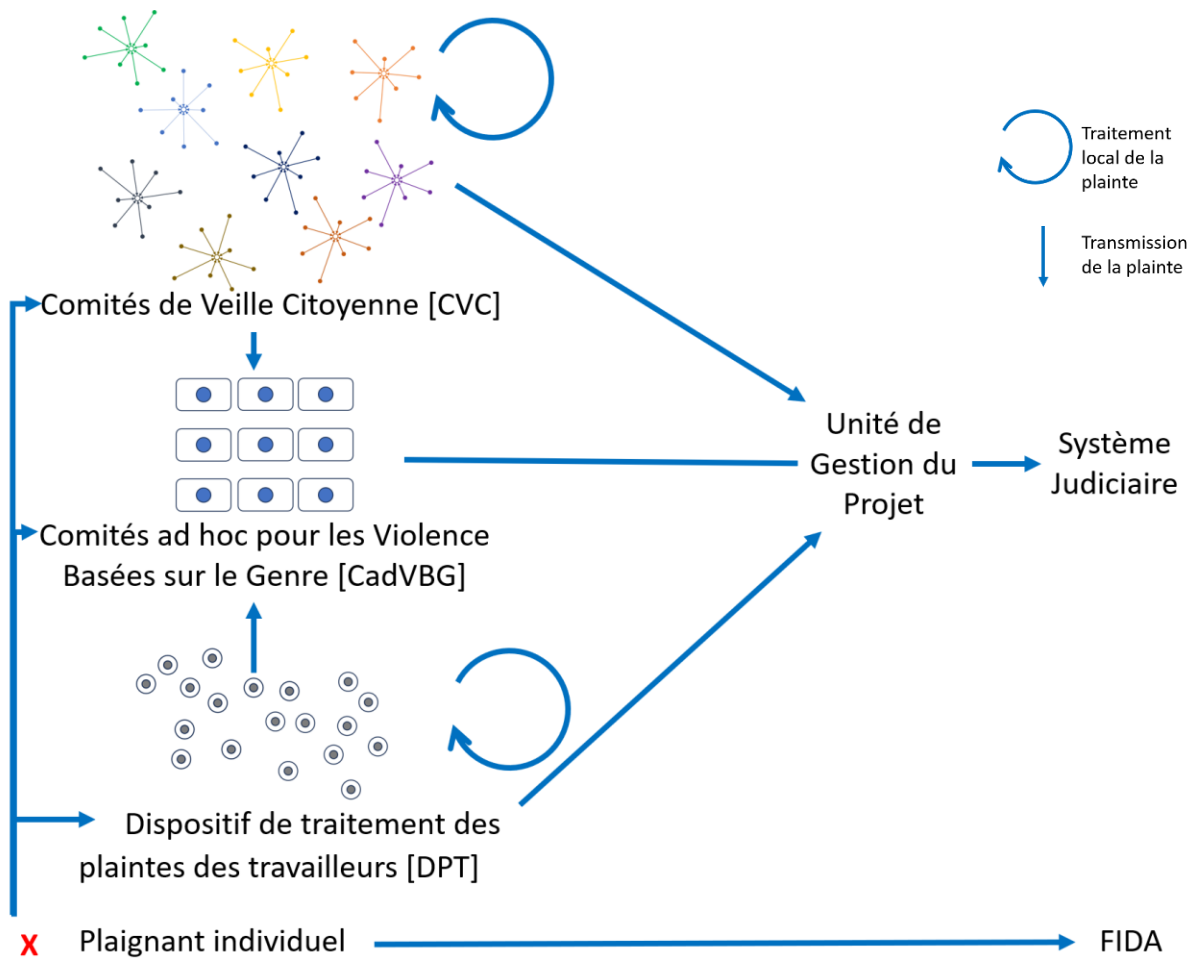 Traitement
local de la
plainte
Transmission
de la plainte
Comités de Veille Citoyenne [CVC]
Unité de
Gestion du
Projet
Système
Judiciaire
Comités ad hoc pour les Violence
Basées sur le Genre [CadVBG]
Dispositif de traitement des
plaintes des travailleurs [DPT]
X Plaignant individuel
FIDA